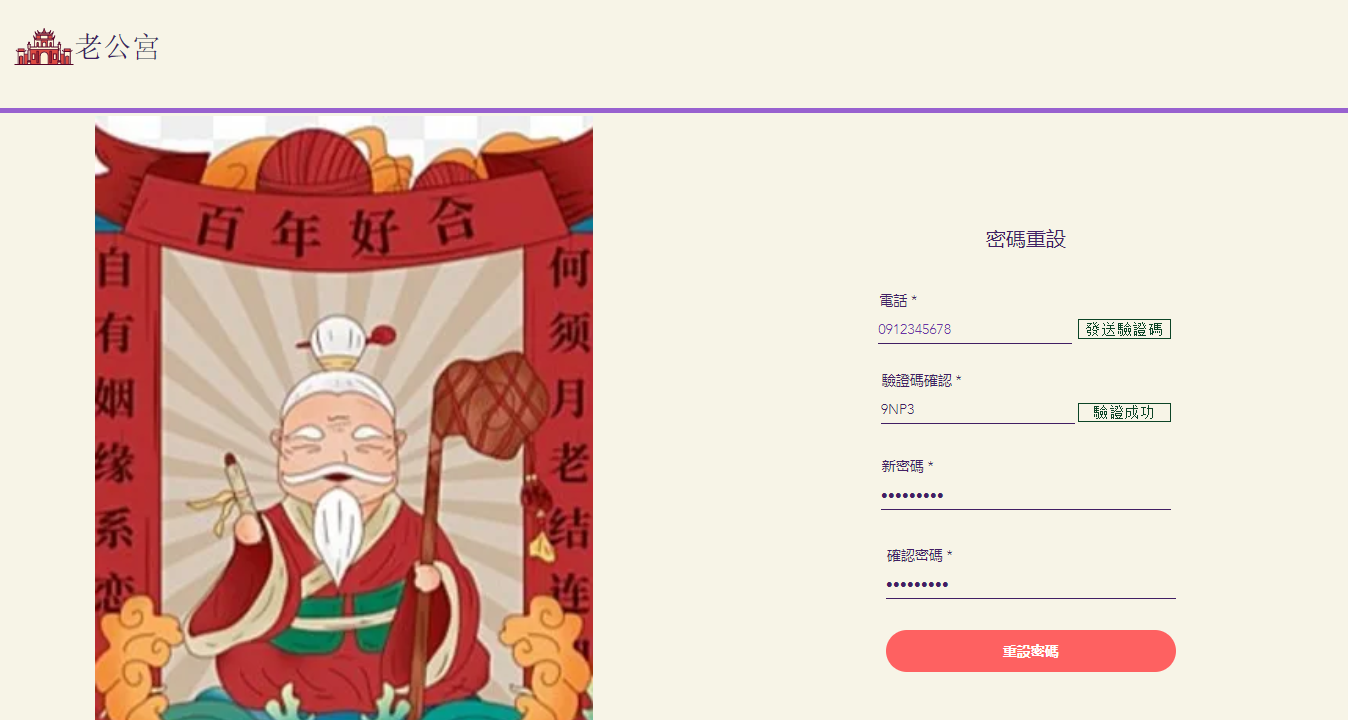 老公宮
百年好合
自有姻缘系恋
何须月老结连
密碼重設
電話 *
0912345678
發送驗證碼
驗證碼確認 *
9NP3
驗證成功
新密碼 *
•••••••••
確認密碼 *
•••••••••
重設密碼